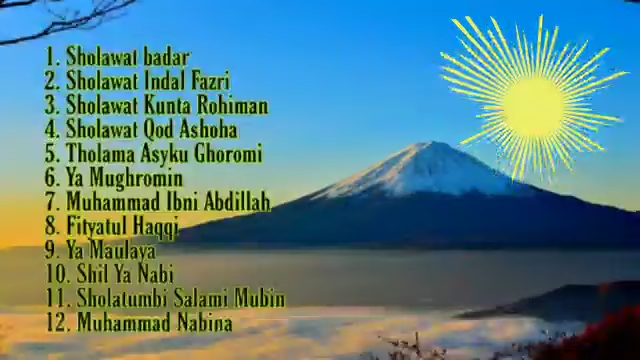 1. Sholawat badar
2. Sholawat Indal Fazri
3. Sholawat Kunta Rohiman
4. Sholawat Qod Ashoha
5. Tholama Asyku Ghoromi
6. Ya Mughromin
7. Muhammad Ibni Abdillah
8. Fityatul Haqqi
9. Ya Maulaya
10. Shil Ya Nabi
11. Sholatumbi Salami Mubin
12. Muhammad Nabina